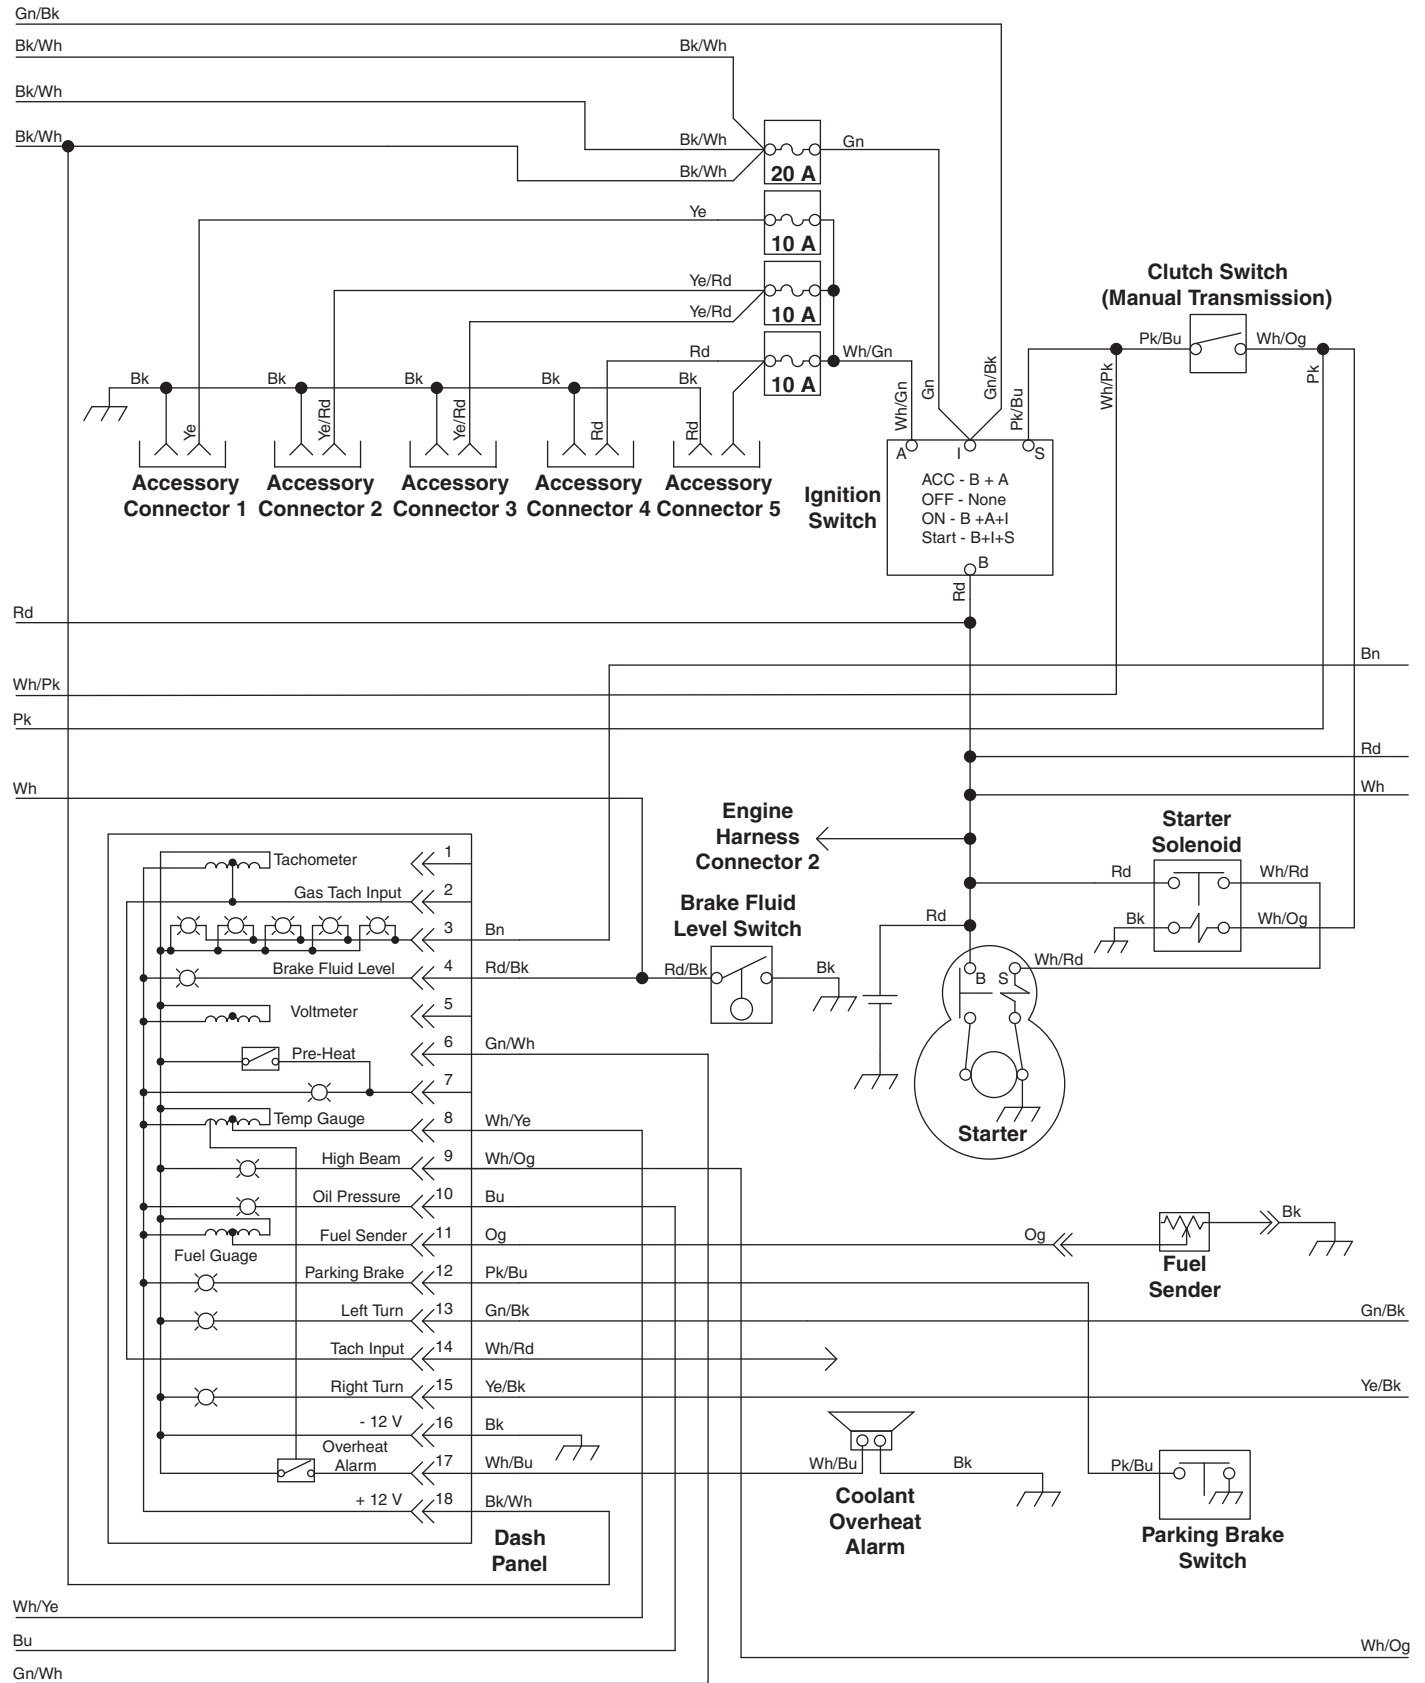 Gn/Bk
Bk/Wh
Bk/Wh
Bk/Wh
Bk/Wh
Bk/Wh
Bk/Wh
20 A
Gn
Ye
10 A
Ye/Rd
Ye/Rd
10 A
Rd
10 A
Wh/Gn
Clutch Switch
(Manual Transmission)
Pk/Bu
Wh/Og
Bk
Bk
Bk
Bk
Bk
Ye
Ye/Rd
Ye/Rd
Rd
Rd
Wh/Gn
Gn
Gn/Bk
Pk/Bu
Wh/Pk
Pk
Accessory
Connector 1
Accessory
Connector 2
Accessory
Connector 3
Accessory
Connector 4
Accessory
Connector 5
Ignition
Switch
A
I
S
ACC - B + A
OFF - None
ON - B +A+I
Start - B+I+S
B
Rd
Rd
Bn
Wh/Pk
Pk
Rd
Wh
Wh
Engine
Harness
Connector 2
Starter
Solenoid
Rd
Wh/Rd
Bk
Wh/Og
Brake Fluid
Level Switch
Rd
Rd/Bk
Bk
Wh/Rd
B
S
Starter
Tachometer
1
Gas Tach Input
2
3
Bn
Brake Fluid Level
4
Rd/Bk
Voltmeter
5
Pre-Heat
6
Gn/Wh
7
Temp Gauge
8
Wh/Ye
High Beam
9
Wh/Og
Oil Pressure
10
Bu
Fuel Sender
11
Og
Fuel Guage
Og
Bk
Fuel
Sender
Parking Brake
12
Pk/Bu
Left Turn
13
Gn/Bk
Gn/Bk
Tach Input
14
Wh/Rd
Right Turn
15
Ye/Bk
Ye/Bk
- 12 V
16
Bk
Overheat
Alarm
17
Wh/Bu
Wh/Bu
Bk
Pk/Bu
+ 12 V
18
Bk/Wh
Dash
Panel
Coolant
Overheat
Alarm
Parking Brake
Switch
Wh/Ye
Bu
Wh/Og
Gn/Wh